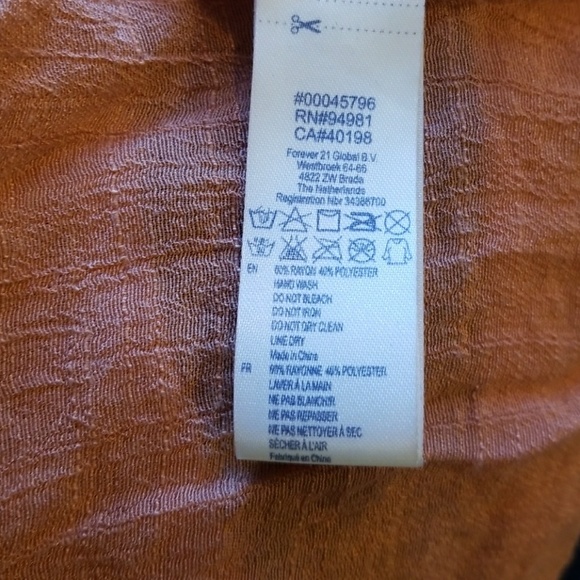 #00045796
RN#94981
CA#40198
Forever 21 Global B.V.
Westbroek 64-66
4822 ZW Breda
The Netherlands
Registration Nbr 34366700
EN 60% RAYON 40% POLYESTER
HAND WASH
DO NOT BLEACH
DO NOT IRON
DO NOT DRY CLEAN
LINE DRY
Made in China
FR 60% RAYONNE 40% POLYESTER
LAVER À LA MAIN
NE PAS BLANCHIR
NE PAS REPASSER
NE PAS NETTOYER À SEC
SÉCHER À L'AIR
Fabriqué en Chine